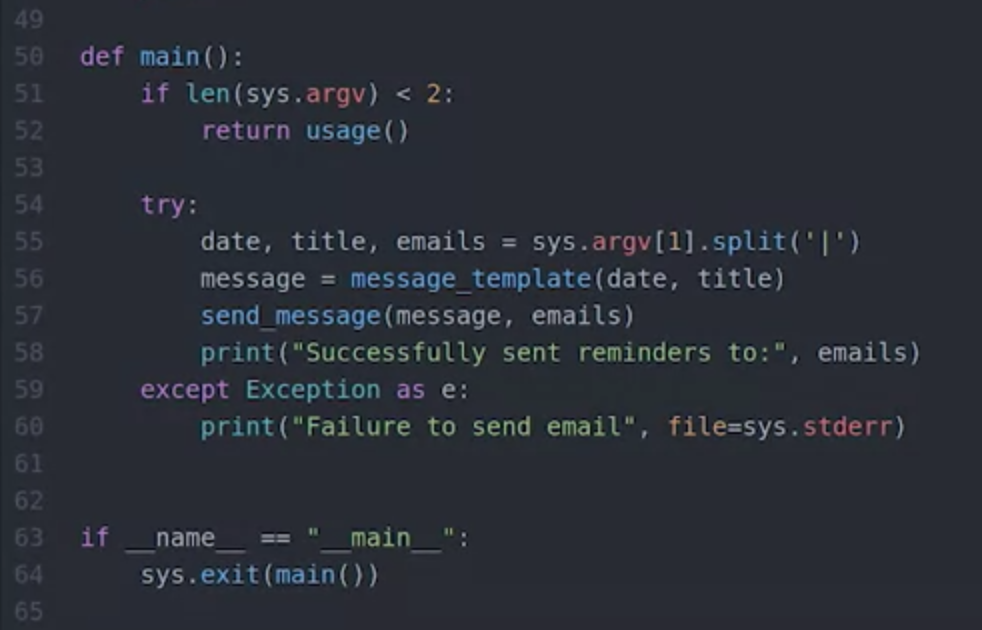 49
50 def main():
51     if len(sys.argv) < 2:
52         return usage()
53
54     try:
55         date, title, emails = sys.argv[1].split('|')
56         message = message_template(date, title)
57         send_message(message, emails)
58         print("Successfully sent reminders to:", emails)
59     except Exception as e:
60         print("Failure to send email", file=sys.stderr)
61
62
63 if __name__ == "__main__":
64     sys.exit(main())
65